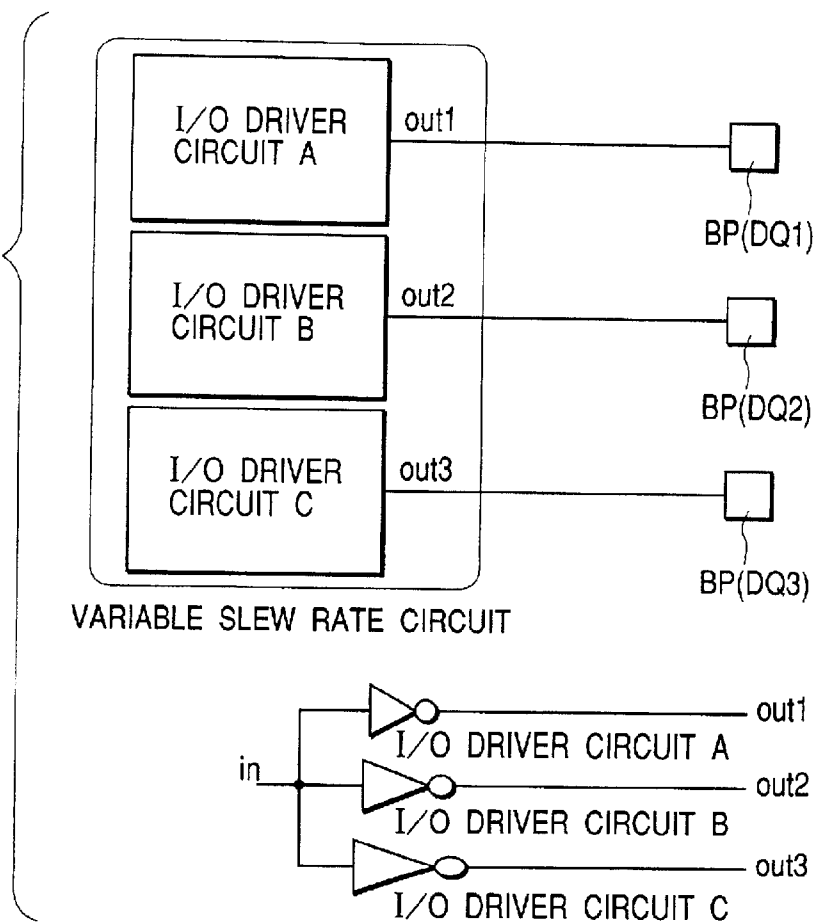 I/O DRIVER
CIRCUIT A
out1
BP(DQ1)
I/O DRIVER
CIRCUIT B
out2
BP(DQ2)
I/O DRIVER
CIRCUIT C
out3
BP(DQ3)
VARIABLE SLEW RATE CIRCUIT
in
out1
I/O DRIVER CIRCUIT A
out2
I/O DRIVER CIRCUIT B
out3
I/O DRIVER CIRCUIT C